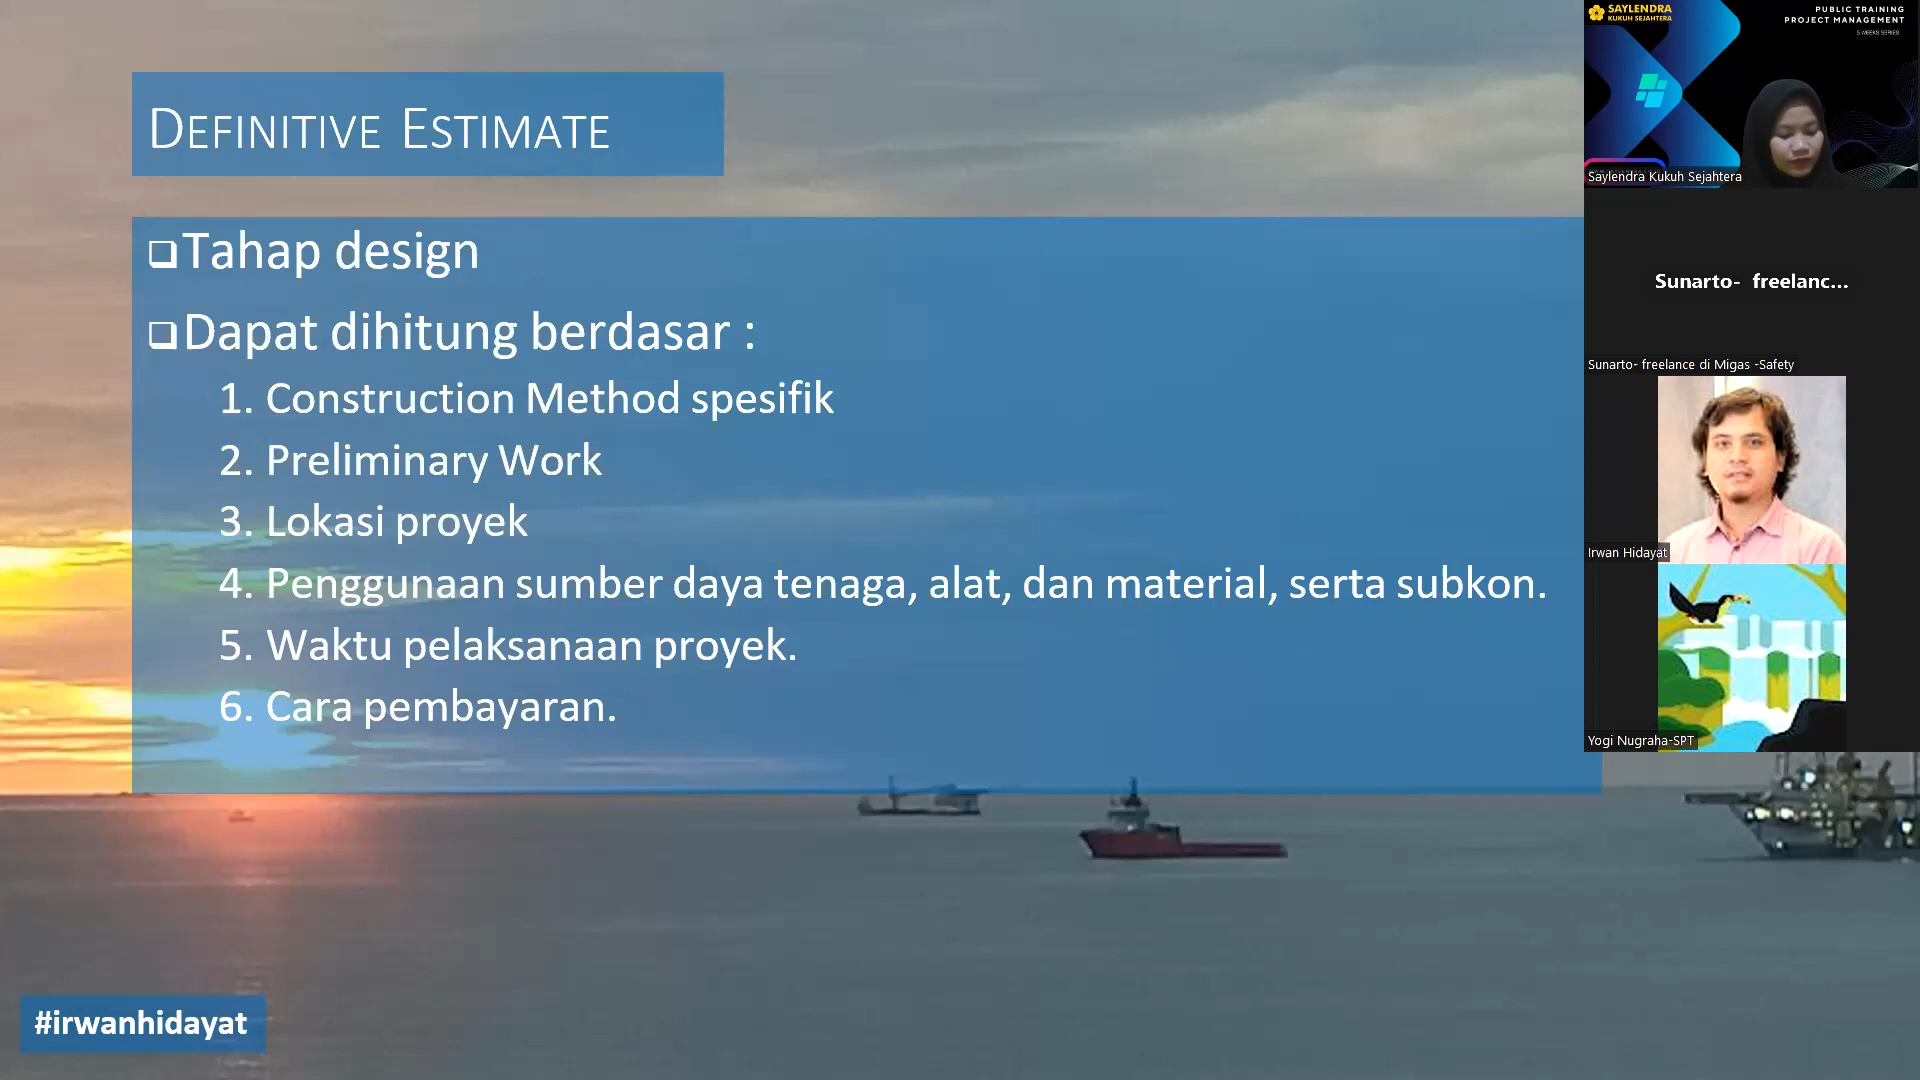 DEFINITIVE ESTIMATE
Tahap design
Dapat dihitung berdasar :
1. Construction Method spesifik
2. Preliminary Work
3. Lokasi proyek
4. Penggunaan sumber daya tenaga, alat, dan material, serta subkon.
5. Waktu pelaksanaan proyek.
6. Cara pembayaran.
#irwanhidayat
SAYLENDRA
KUKUH SEJAHTERA
PUBLIC TRAINING
PROJECT MANAGEMENT
5 WEEKS SERIES
Saylendra Kukuh Sejahtera
Sunarto- freelanc...
Sunarto- freelance di Migas -Safety
Irwan Hidayat
Yogi Nugraha-SPT